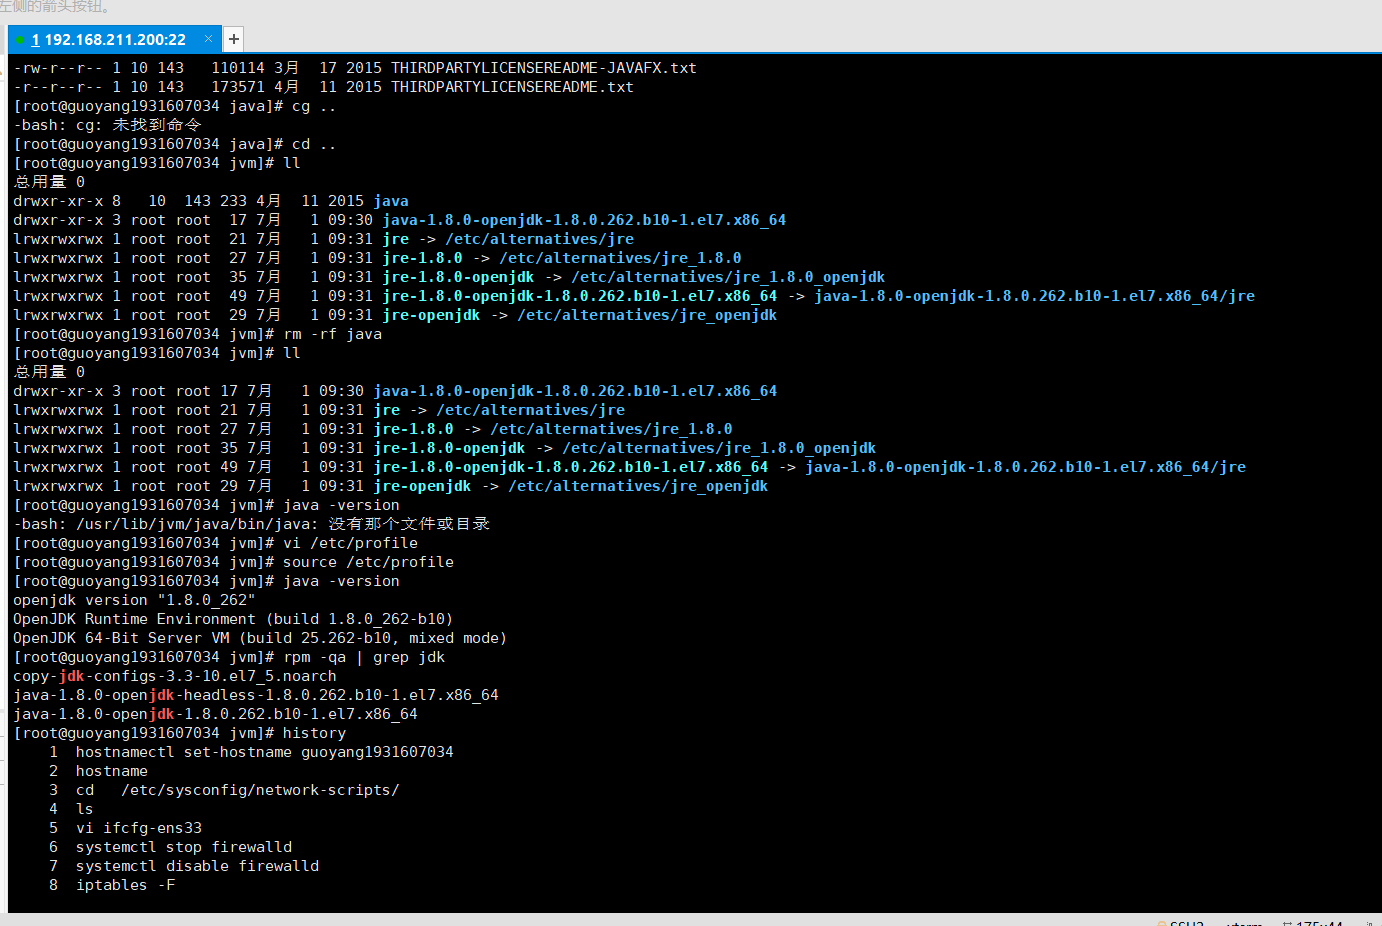 左侧的箭头按钮。
1 192.168.211.200:22 × +
-rw-r--r-- 1 10 143   110114 3月  17 2015 THIRDPARTYLICENSEREADME-JAVAFX.txt
-r--r--r-- 1 10 143   173571 4月  11 2015 THIRDPARTYLICENSEREADME.txt
[root@guoyang1931607034 java]# cg ..
-bash: cg: 未找到命令
[root@guoyang1931607034 java]# cd ..
[root@guoyang1931607034 jvm]# ll
总用量 0
drwxr-xr-x 8   10  143 233 4月  11 2015 java
drwxr-xr-x 3 root root  17 7月   1 09:30 java-1.8.0-openjdk-1.8.0.262.b10-1.el7.x86_64
lrwxrwxrwx 1 root root  21 7月   1 09:31 jre -> /etc/alternatives/jre
lrwxrwxrwx 1 root root  27 7月   1 09:31 jre-1.8.0 -> /etc/alternatives/jre_1.8.0
lrwxrwxrwx 1 root root  35 7月   1 09:31 jre-1.8.0-openjdk -> /etc/alternatives/jre_1.8.0_openjdk
lrwxrwxrwx 1 root root  49 7月   1 09:31 jre-1.8.0-openjdk-1.8.0.262.b10-1.el7.x86_64 -> java-1.8.0-openjdk-1.8.0.262.b10-1.el7.x86_64/jre
lrwxrwxrwx 1 root root  29 7月   1 09:31 jre-openjdk -> /etc/alternatives/jre_openjdk
[root@guoyang1931607034 jvm]# rm -rf java
[root@guoyang1931607034 jvm]# ll
总用量 0
drwxr-xr-x 3 root root 17 7月   1 09:30 java-1.8.0-openjdk-1.8.0.262.b10-1.el7.x86_64
lrwxrwxrwx 1 root root 21 7月   1 09:31 jre -> /etc/alternatives/jre
lrwxrwxrwx 1 root root 27 7月   1 09:31 jre-1.8.0 -> /etc/alternatives/jre_1.8.0
lrwxrwxrwx 1 root root 35 7月   1 09:31 jre-1.8.0-openjdk -> /etc/alternatives/jre_1.8.0_openjdk
lrwxrwxrwx 1 root root 49 7月   1 09:31 jre-1.8.0-openjdk-1.8.0.262.b10-1.el7.x86_64 -> java-1.8.0-openjdk-1.8.0.262.b10-1.el7.x86_64/jre
lrwxrwxrwx 1 root root 29 7月   1 09:31 jre-openjdk -> /etc/alternatives/jre_openjdk
[root@guoyang1931607034 jvm]# java -version
-bash: /usr/lib/jvm/java/bin/java: 没有那个文件或目录
[root@guoyang1931607034 jvm]# vi /etc/profile
[root@guoyang1931607034 jvm]# source /etc/profile
[root@guoyang1931607034 jvm]# java -version
openjdk version "1.8.0_262"
OpenJDK Runtime Environment (build 1.8.0_262-b10)
OpenJDK 64-Bit Server VM (build 25.262-b10, mixed mode)
[root@guoyang1931607034 jvm]# rpm -qa | grep jdk
copy-jdk-configs-3.3-10.el7_5.noarch
java-1.8.0-openjdk-headless-1.8.0.262.b10-1.el7.x86_64
java-1.8.0-openjdk-1.8.0.262.b10-1.el7.x86_64
[root@guoyang1931607034 jvm]# history
    1  hostnamectl set-hostname guoyang1931607034
    2  hostname
    3  cd   /etc/sysconfig/network-scripts/
    4  ls
    5  vi ifcfg-ens33
    6  systemctl stop firewalld
    7  systemctl disable firewalld
    8  iptables -F
SSH2 xterm 175x44